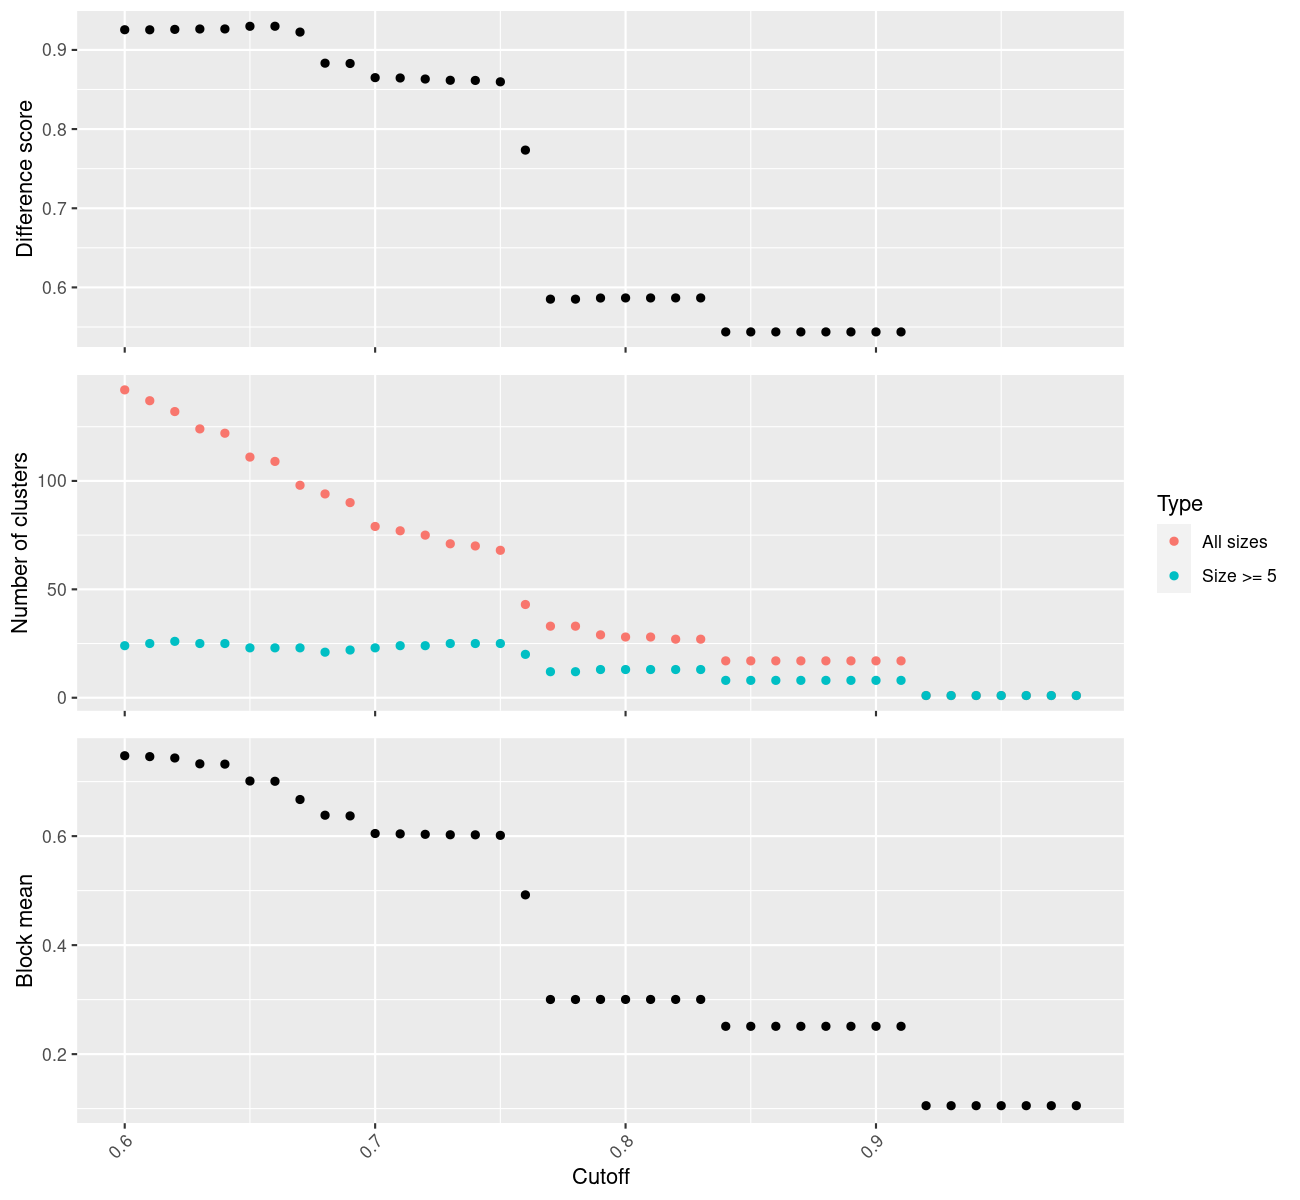 Difference score
0.9
0.8
0.7
0.6
Number of clusters
100
50
0
Type
All sizes
Size >= 5
Block mean
0.6
0.4
0.2
0.6
0.7
0.8
0.9
Cutoff